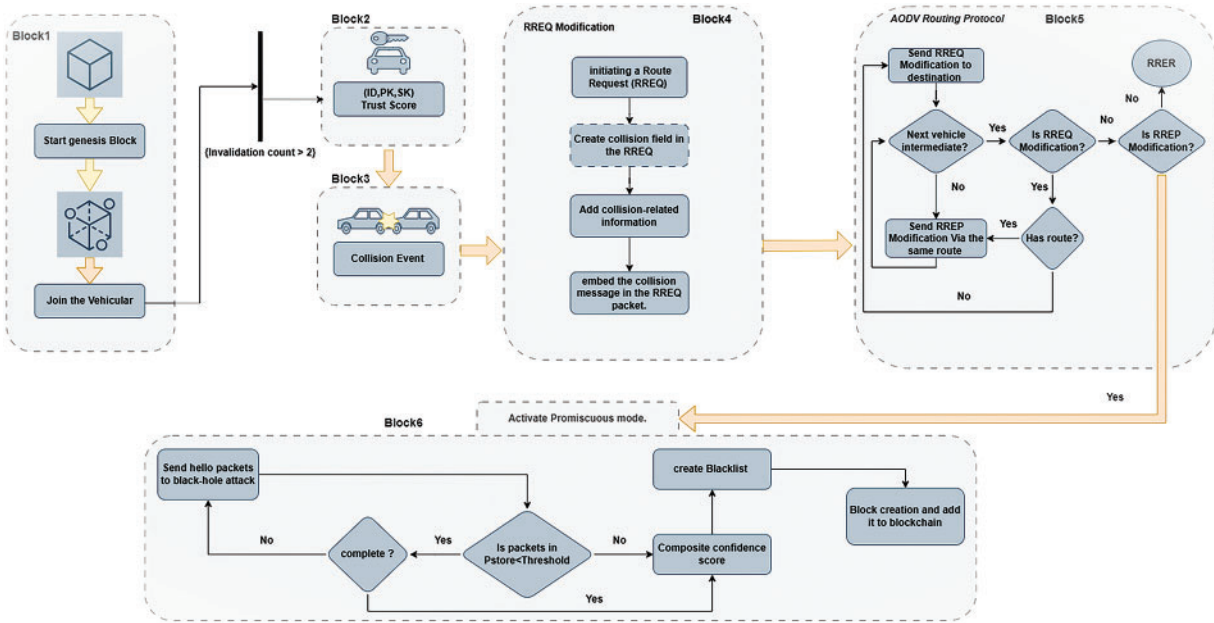 Block1
Start genesis Block
Join the Vehicular
{Invalidation count > 2}
Block2
(ID,PK,SK)
Trust Score
Block3
Collision Event
Block4
RREQ Modification
initiating a Route
Request (RREQ)
Create collision field in
the RREQ
Add collision-related
information
embed the collision
message in the RREQ
packet.
AODV Routing Protocol
Block5
Send RREQ
Modification to
destination
RRER
No
Next vehicle
intermediate?
Yes
Is RREQ
Modification?
No
Is RREP
Modification?
No
Yes
Send RREP
Modification Via the
same route
Yes
Has route?
No
Yes
Activate Promiscuous mode.
Block6
Send hello packets
to black-hole attack
create Blacklist
Block creation and add
it to blockchain
No
complete ?
Yes
Is packets in
Pstore<Threshold
No
Composite confidence
score
Yes